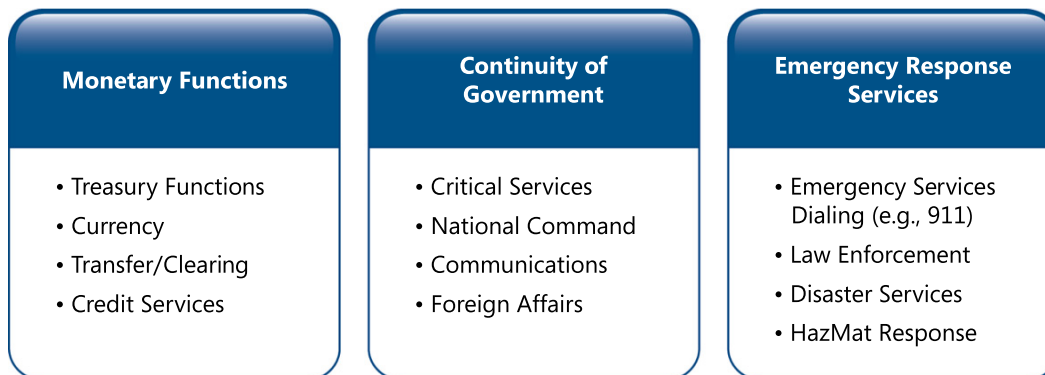 Monetary Functions
• Treasury Functions
• Currency
• Transfer/Clearing
• Credit Services
Continuity of
Government
• Critical Services
• National Command
• Communications
• Foreign Affairs
Emergency Response
Services
• Emergency Services
Dialing (e.g., 911)
• Law Enforcement
• Disaster Services
• HazMat Response